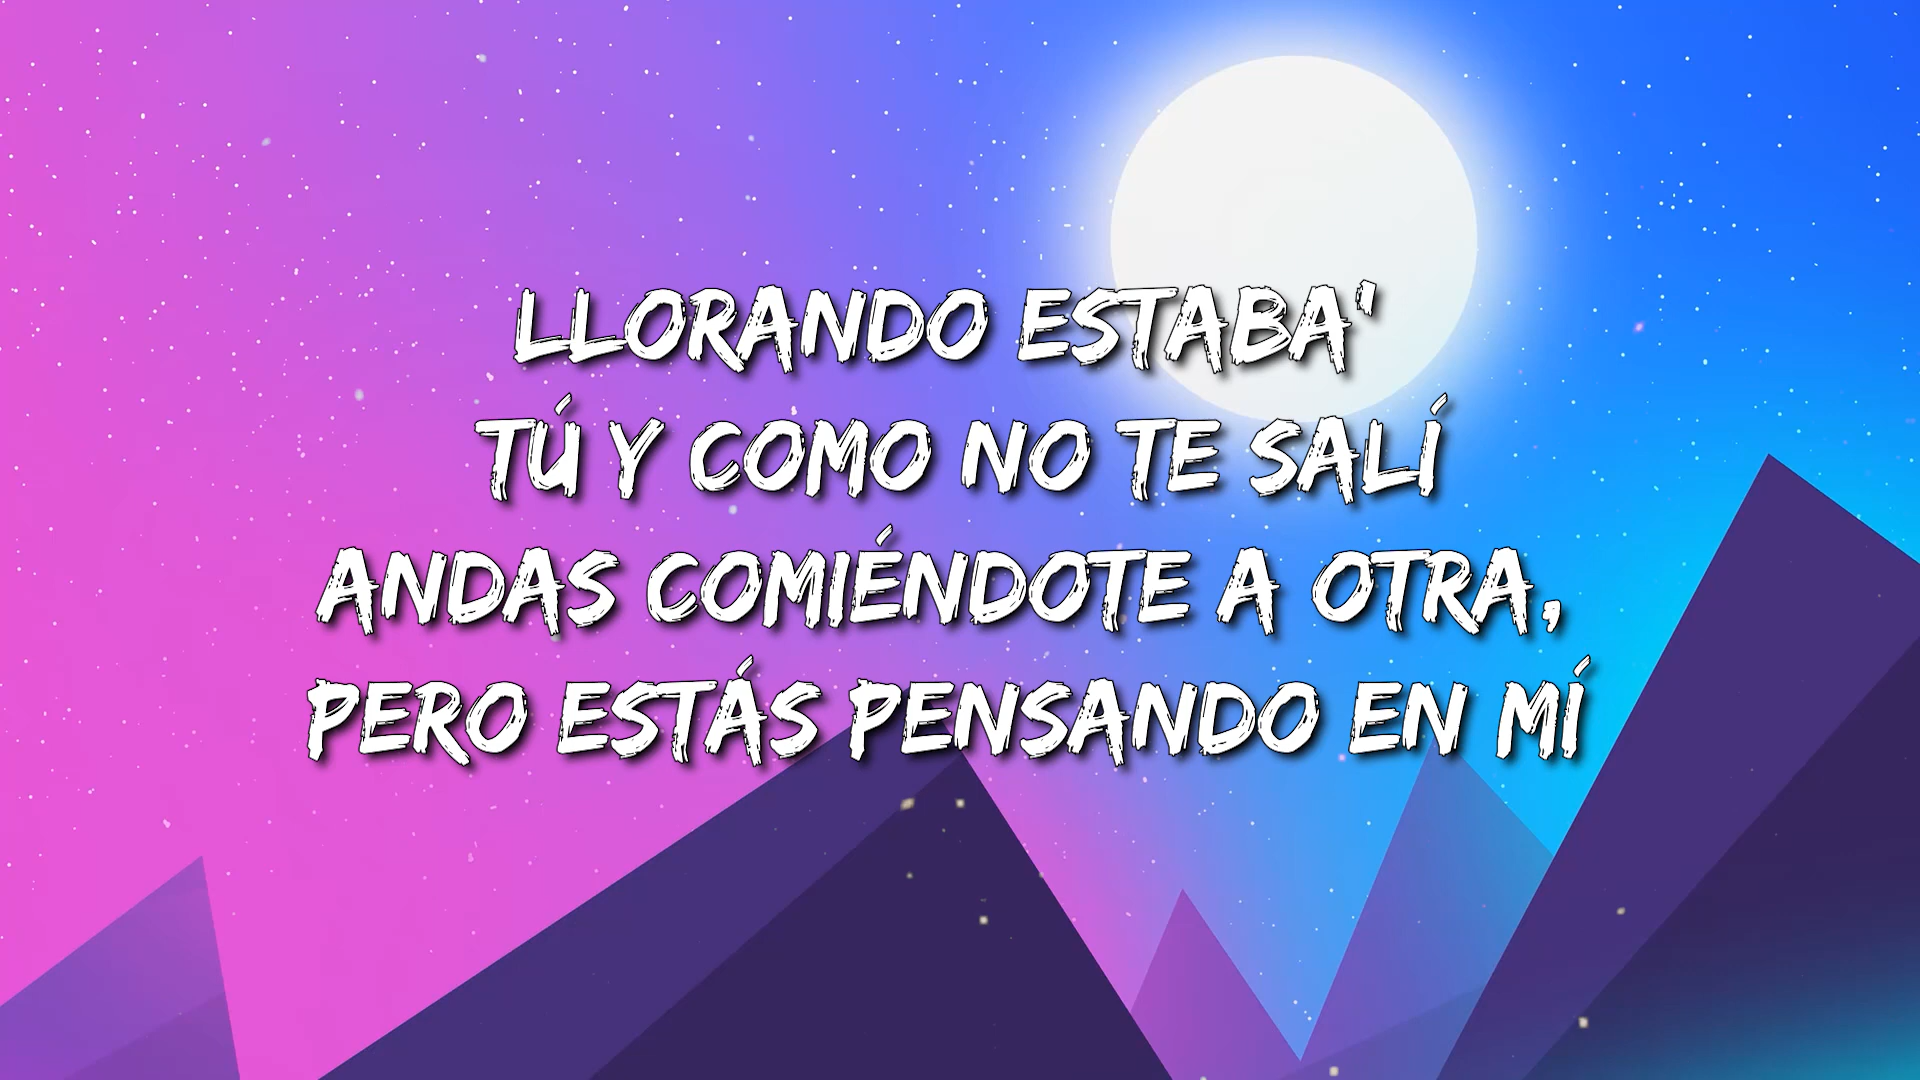 LLORANDO ESTABA'
TÚ Y COMO NO TE SALÍ
ANDAS COMIÉNDOTE A OTRA,
PERO ESTÁS PENSANDO EN MÍ